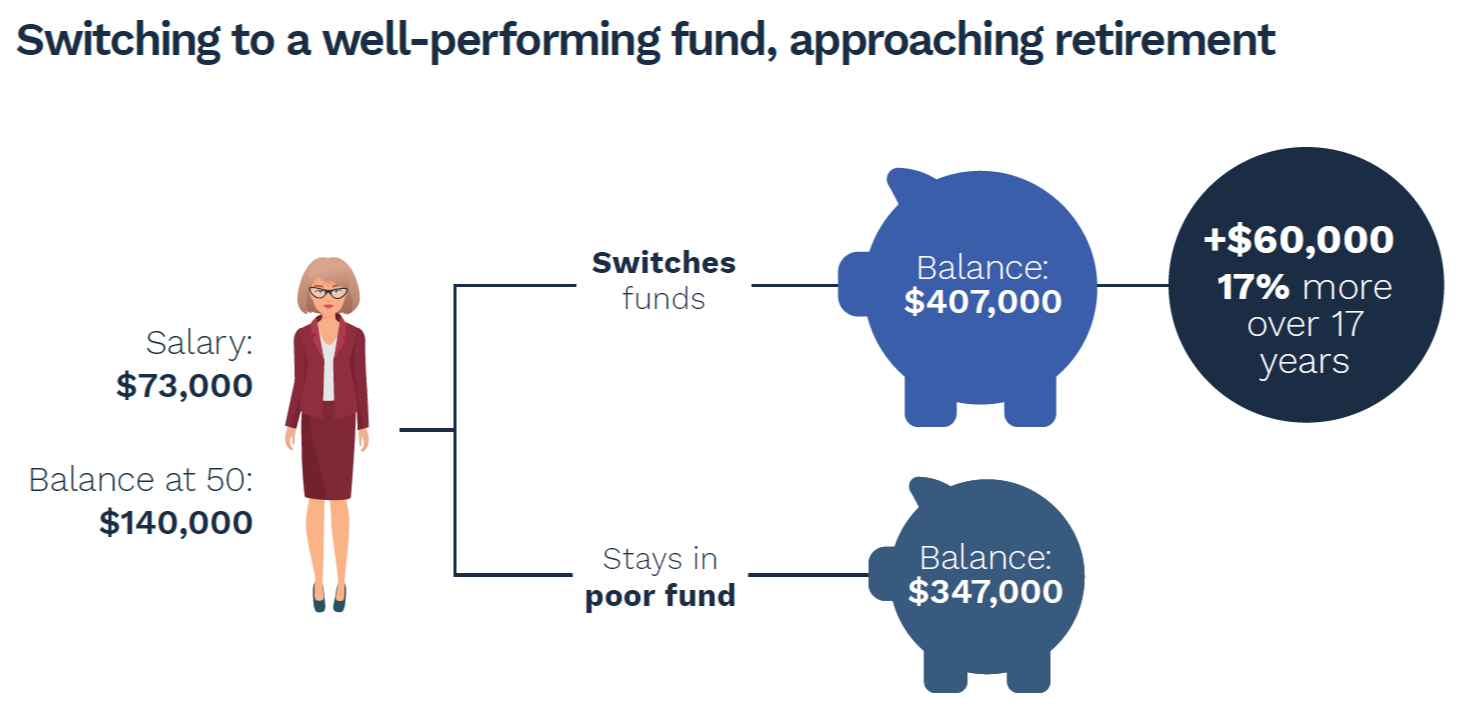 Switching to a well-performing fund, approaching retirement
Salary:
$73,000
Balance at 50:
$140,000
Switches
funds
Balance:
$407,000
+$60,000
17% more
over 17
years
Stays in
poor fund
Balance:
$347,000